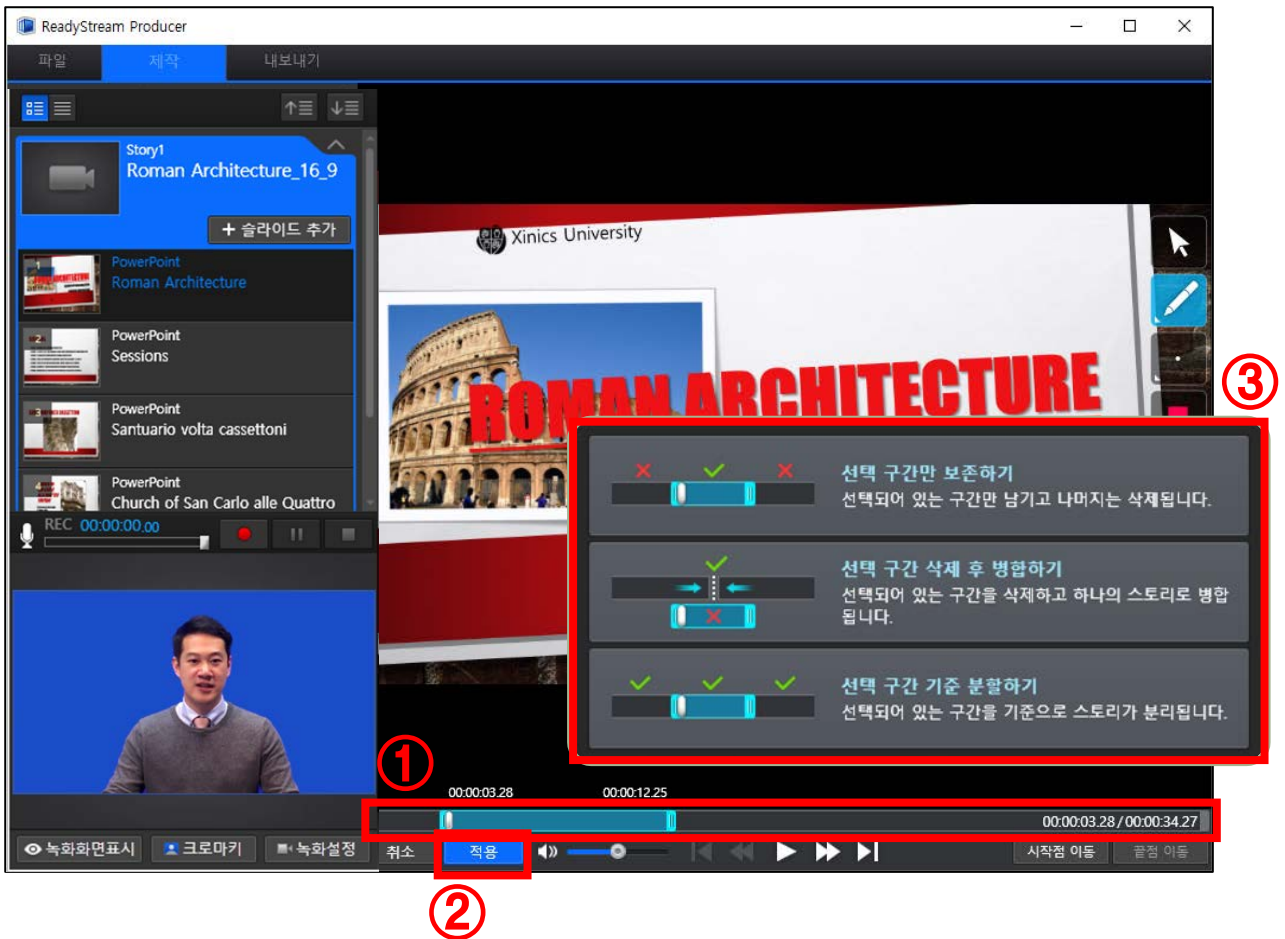 ReadyStream Producer
파일 제작 내보내기
Story1
Roman Architecture_16_9
+ 슬라이드 추가
1
PowerPoint
Roman Architecture
2
PowerPoint
Sessions
3
PowerPoint
Santuario volta cassettoni
4
PowerPoint
Church of San Carlo alle Quattro
REC 00:00:00.00
녹화화면표시 크로마키 녹화설정
Xinics University
ROMAN ARCHITECTURE
③
선택 구간만 보존하기
선택되어 있는 구간만 남기고 나머지는 삭제됩니다.
선택 구간 삭제 후 병합하기
선택되어 있는 구간을 삭제하고 하나의 스토리로 병합
됩니다.
선택 구간 기준 분할하기
선택되어 있는 구간을 기준으로 스토리가 분리됩니다.
①
00:00:03.28 00:00:12.25
00:00:03.28 / 00:00:34.27
취소 적용 시작점 이동 끝점 이동
②